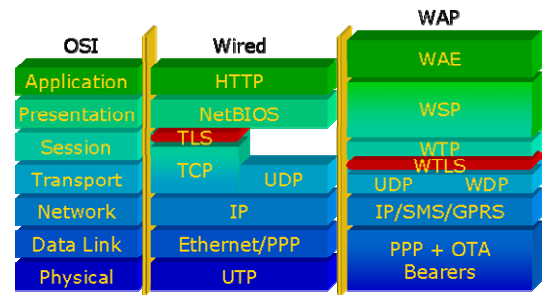 OSI
Application
Presentation
Session
Transport
Network
Data Link
Physical
Wired
HTTP
NetBIOS
TLS
TCP
UDP
IP
Ethernet/PPP
UTP
WAP
WAE
WSP
WTP
WTLS
UDP WDP
IP/SMS/GPRS
PPP + OTA
Bearers